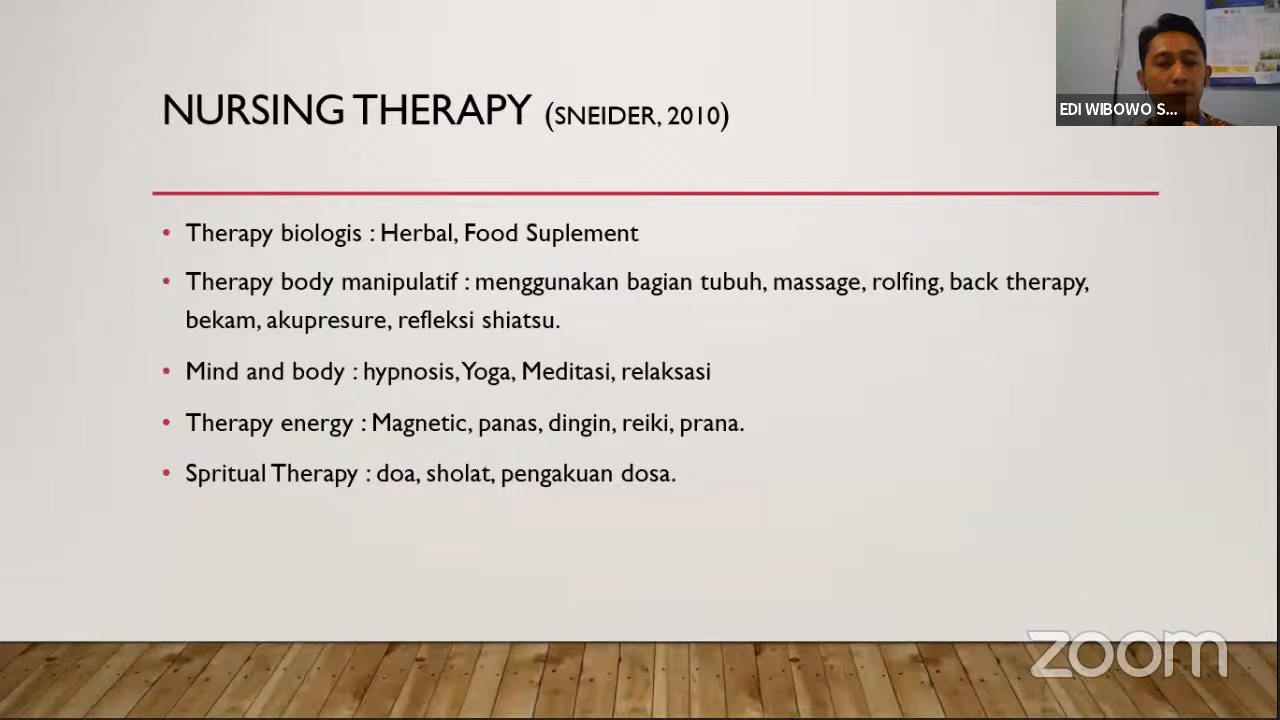 NURSING THERAPY (SNEIDER, 2010)
EDI WIBOWO S...
• Therapy biologis : Herbal, Food Suplement
• Therapy body manipulatif : menggunakan bagian tubuh, massage, rolfing, back therapy,
bekam, akupresure, refleksi shiatsu.
• Mind and body : hypnosis, Yoga, Meditasi, relaksasi
• Therapy energy : Magnetic, panas, dingin, reiki, prana.
• Spritual Therapy : doa, sholat, pengakuan dosa.
zoom